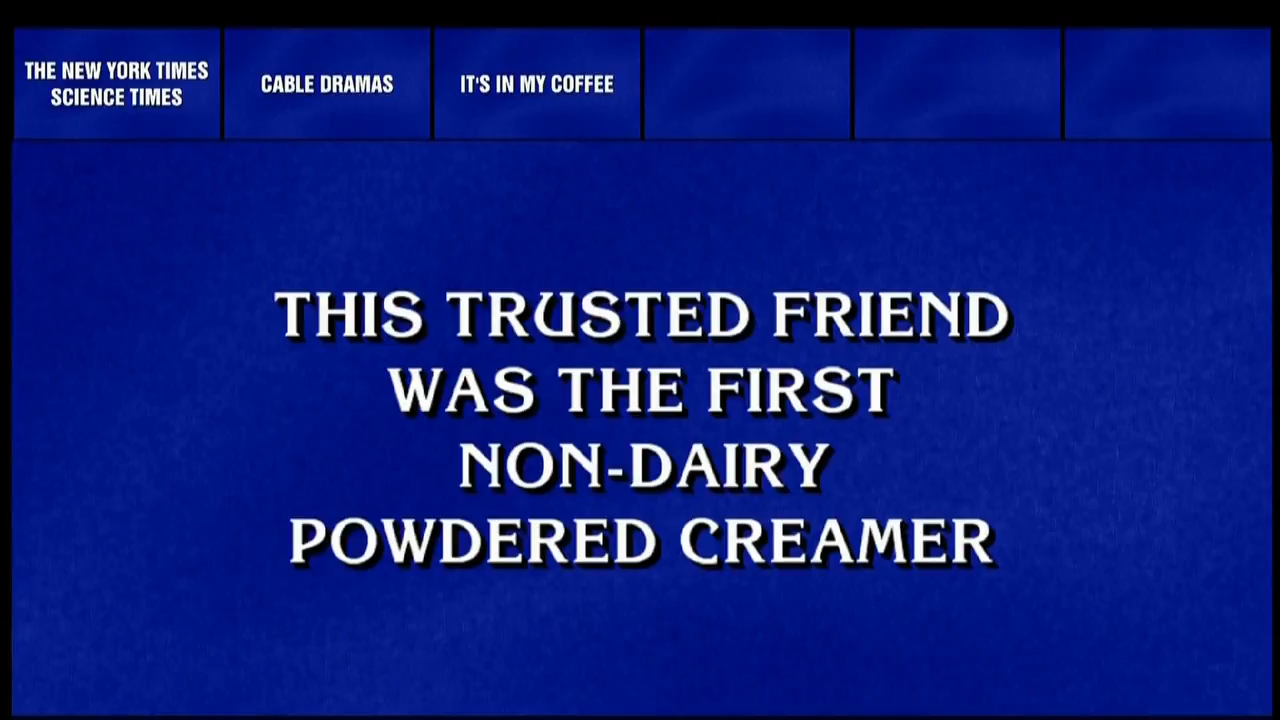 THE NEW YORK TIMES
SCIENCE TIMES
CABLE DRAMAS
IT'S IN MY COFFEE
THIS TRUSTED FRIEND
WAS THE FIRST
NON-DAIRY
POWDERED CREAMER